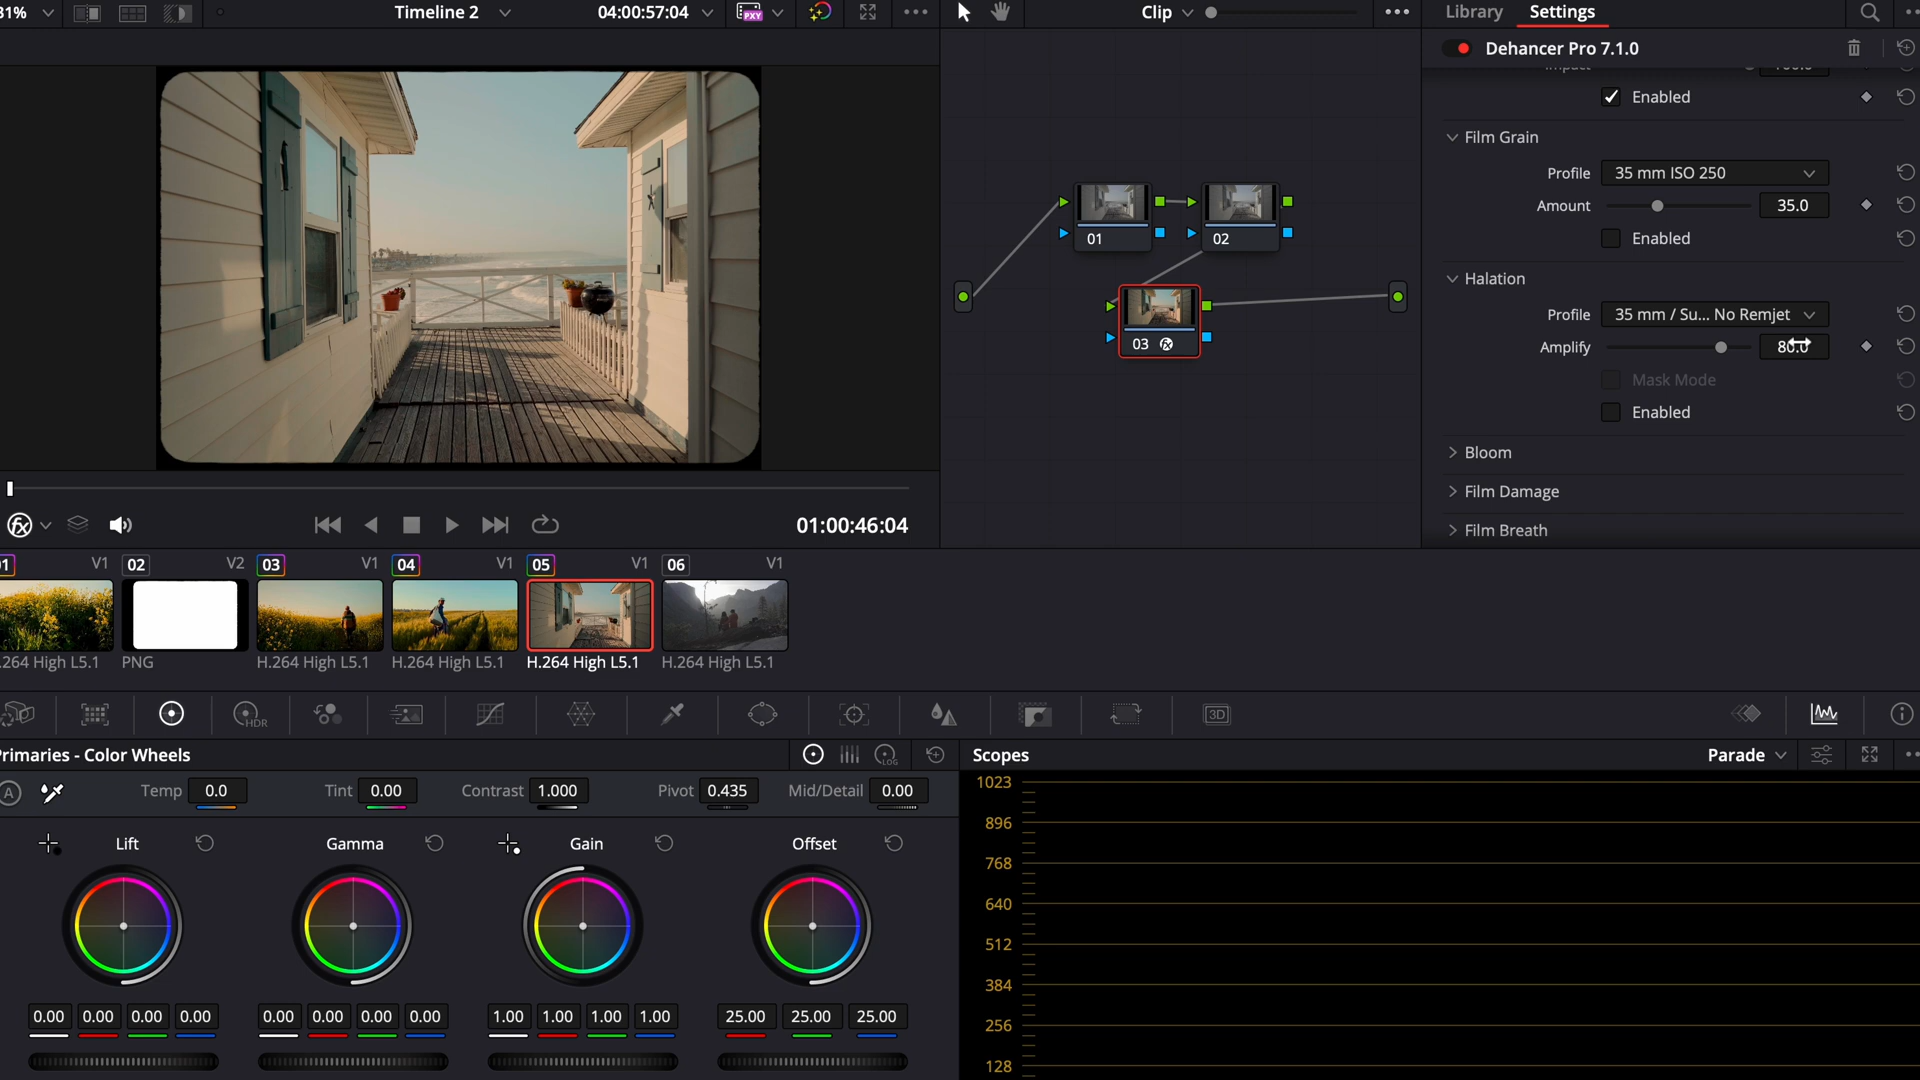 31%
Timeline 2
04:00:57:04
PXY
Clip
Library
Settings
Dehancer Pro 7.1.0
Enabled
Film Grain
Profile
35 mm ISO 250
Amount
35.0
Enabled
Halation
Profile
35 mm / Su... No Remjet
Amplify
80.0
Mask Mode
Enabled
Bloom
Film Damage
Film Breath
01
02
03
01:00:46:04
V1
02
V2
03
V1
04
V1
05
V1
06
V1
.264 High L5.1
PNG
H.264 High L5.1
H.264 High L5.1
H.264 High L5.1
H.264 High L5.1
HDR
3D
Primaries - Color Wheels
LOG
Scopes
Parade
A
Temp
0.0
Tint
0.00
Contrast
1.000
Pivot
0.435
Mid/Detail
0.00
Lift
Gamma
Gain
Offset
0.00
0.00
0.00
0.00
0.00
0.00
0.00
0.00
1.00
1.00
1.00
1.00
25.00
25.00
25.00
1023
896
768
640
512
384
256
128